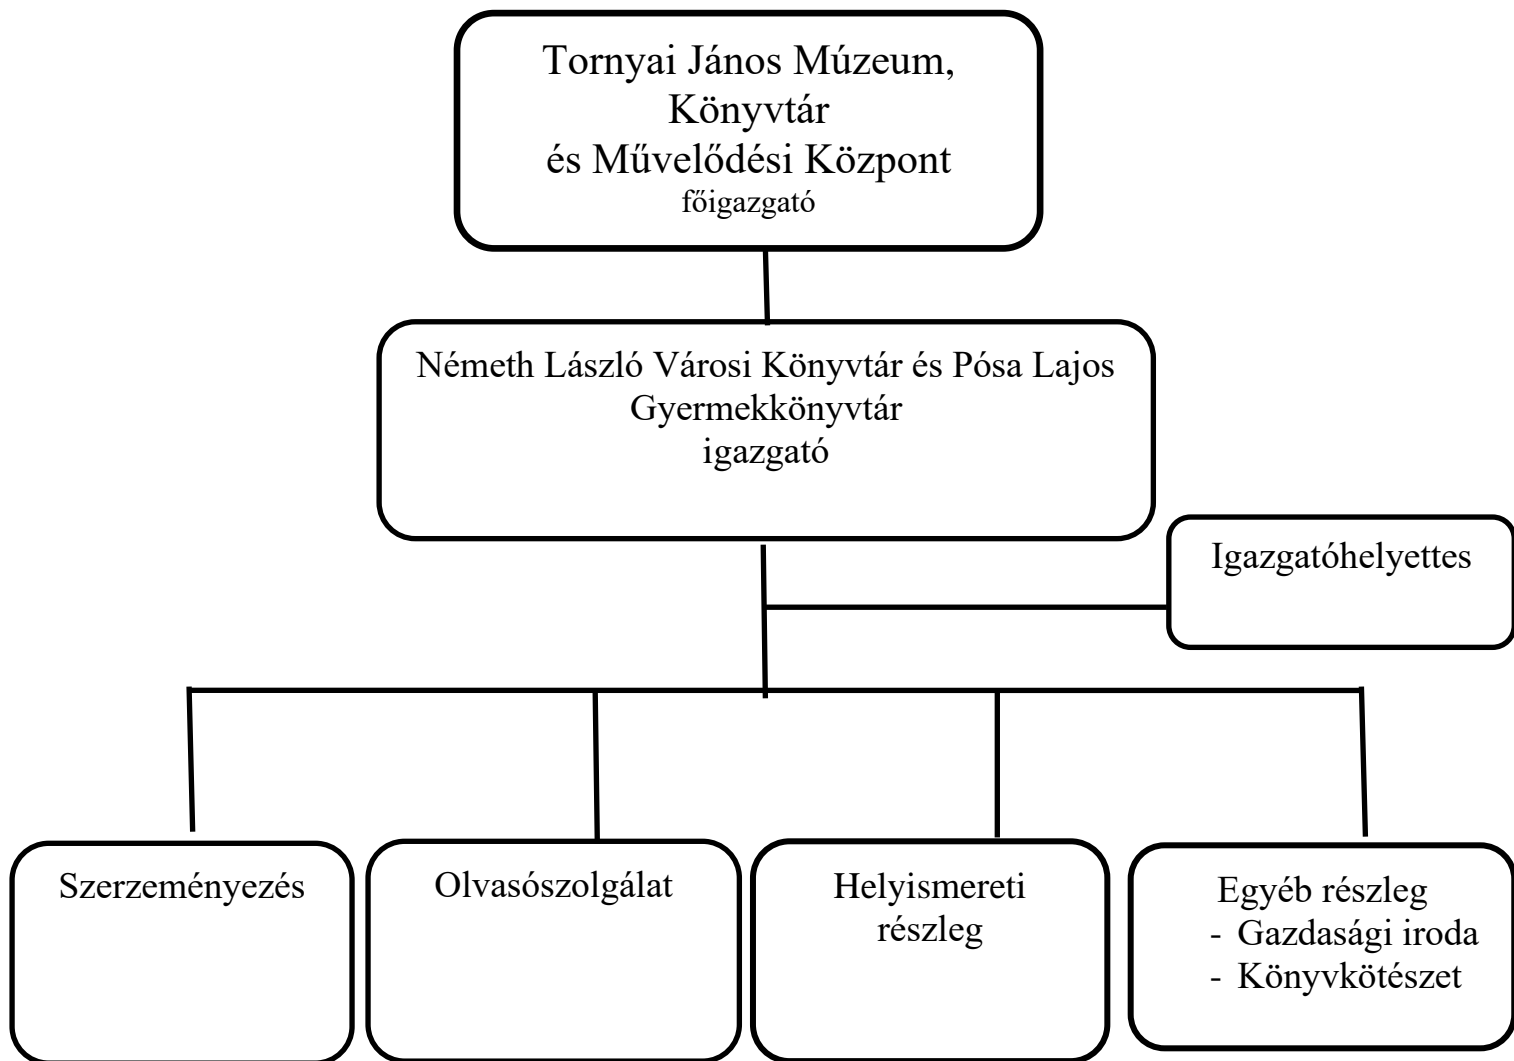 Tornyai János Múzeum,
Könyvtár
és Művelődési Központ
főigazgató
Németh László Városi Könyvtár és Pósa Lajos
Gyermekkönyvtár
igazgató
Igazgatóhelyettes
Szerzeményezés
Olvasószolgálat
Helyismereti
részleg
Egyéb részleg
- Gazdasági iroda
- Könyvkötészet